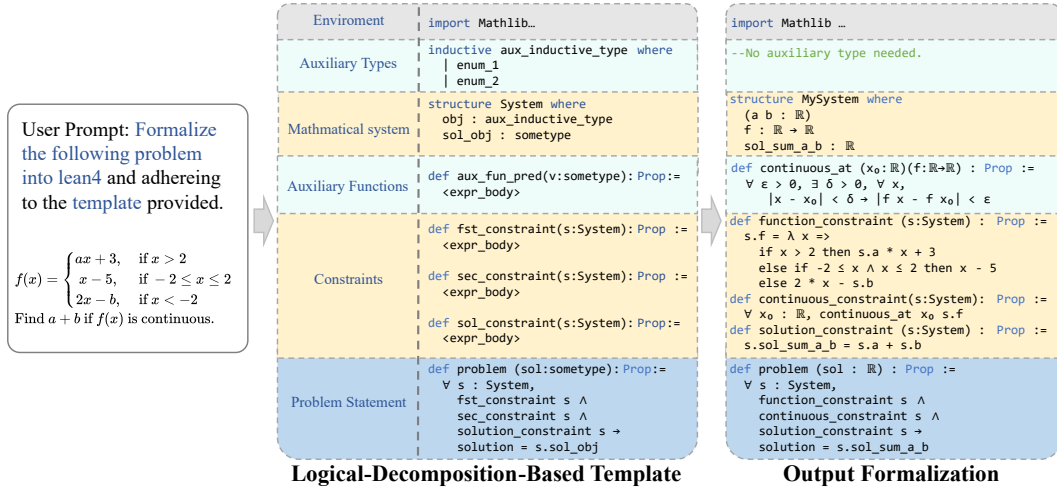 User Prompt: Formalize
the following problem
into lean4 and adhereing
to the template provided.
f(x) = { ax + 3, if x > 2
x − 5, if − 2 ≤ x ≤ 2
2x − b, if x < −2
Find a + b if f(x) is continuous.
Enviroment
import Mathlib…
Auxiliary Types
inductive aux_inductive_type where
| enum_1
| enum_2
Mathmatical system
structure System where
obj : aux_inductive_type
sol_obj : sometype
Auxiliary Functions
def aux_fun_pred(v:sometype):Prop:=
<expr_body>
Constraints
def fst_constraint(s:System):Prop :=
<expr_body>
def sec_constraint(s:System):Prop :=
<expr_body>
def sol_constraint(s:System):Prop:=
<expr_body>
Problem Statement
def problem (sol:sometype):Prop:=
∀ s : System,
fst_constraint s ∧
sec_constraint s ∧
solution_constraint s →
solution = s.sol_obj
Logical-Decomposition-Based Template
import Mathlib …
--No auxiliary type needed.
structure MySystem where
(a b : ℝ)
f : ℝ → ℝ
sol_sum_a_b : ℝ
def continuous_at (x₀:ℝ)(f:ℝ→ℝ) : Prop :=
∀ ε > 0, ∃ δ > 0, ∀ x,
|x - x₀| < δ → |f x - f x₀| < ε
def function_constraint (s:System) : Prop :=
s.f = λ x =>
if x > 2 then s.a * x + 3
else if -2 ≤ x ∧ x ≤ 2 then x - 5
else 2 * x - s.b
def continuous_constraint(s:System): Prop :=
∀ x₀ : ℝ, continuous_at x₀ s.f
def solution_constraint (s:System) : Prop :=
s.sol_sum_a_b = s.a + s.b
def problem (sol : ℝ) : Prop :=
∀ s : System,
function_constraint s ∧
continuous_constraint s ∧
solution_constraint s →
solution = s.sol_sum_a_b
Output Formalization